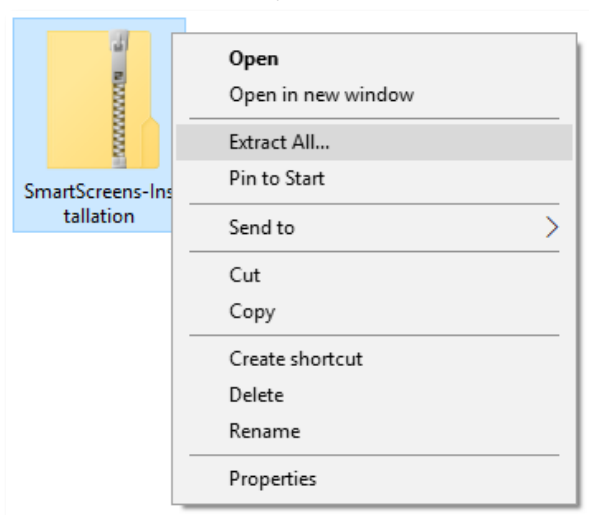 Open
Open in new window
Extract All...
Pin to Start
SmartScreens-Ins
tallation
Send to
Cut
Copy
Create shortcut
Delete
Rename
Properties